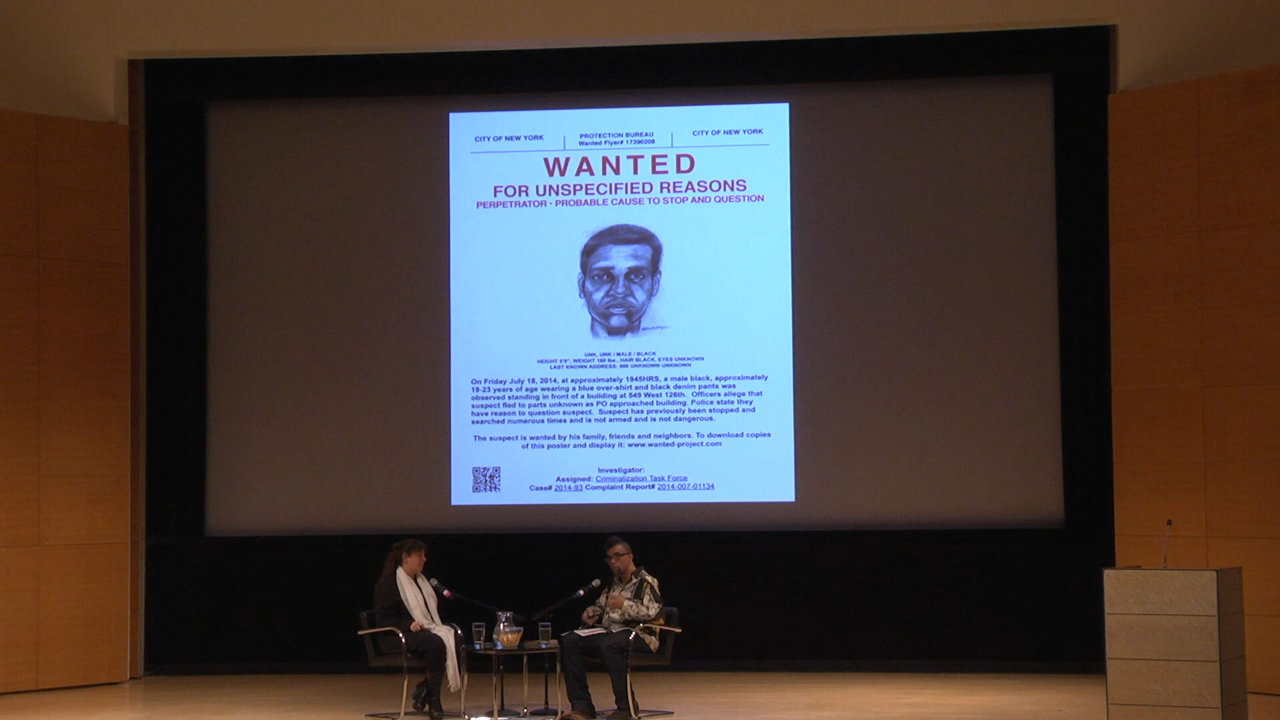 CITY OF NEW YORK
PROTECTION BUREAU
Wanted Flyer# 17390208
CITY OF NEW YORK
WANTED
FOR UNSPECIFIED REASONS
PERPETRATOR · PROBABLE CAUSE TO STOP AND QUESTION
UNK, UNK / MALE / BLACK
HEIGHT 5'9", WEIGHT 160 lbs., HAIR BLACK, EYES UNKNOWN
LAST KNOWN ADDRESS: 000 UNKNOWN UNKNOWN
On Friday July 18, 2014, at approximately 1945HRS, a male black, approximately
19-23 years of age wearing a blue over-shirt and black denim pants was
observed standing in front of a building at 549 West 126th. Officers allege that
suspect fled to parts unknown as PO approached building. Police state they
have reason to question suspect. Suspect has previously been stopped and
searched numerous times and is not armed and is not dangerous.
The suspect is wanted by his family, friends and neighbors. To download copies
of this poster and display it: www.wanted-project.com
Investigator:
Assigned: Criminalization Task Force
Case# 2014-93 Complaint Report# 2014-007-01134